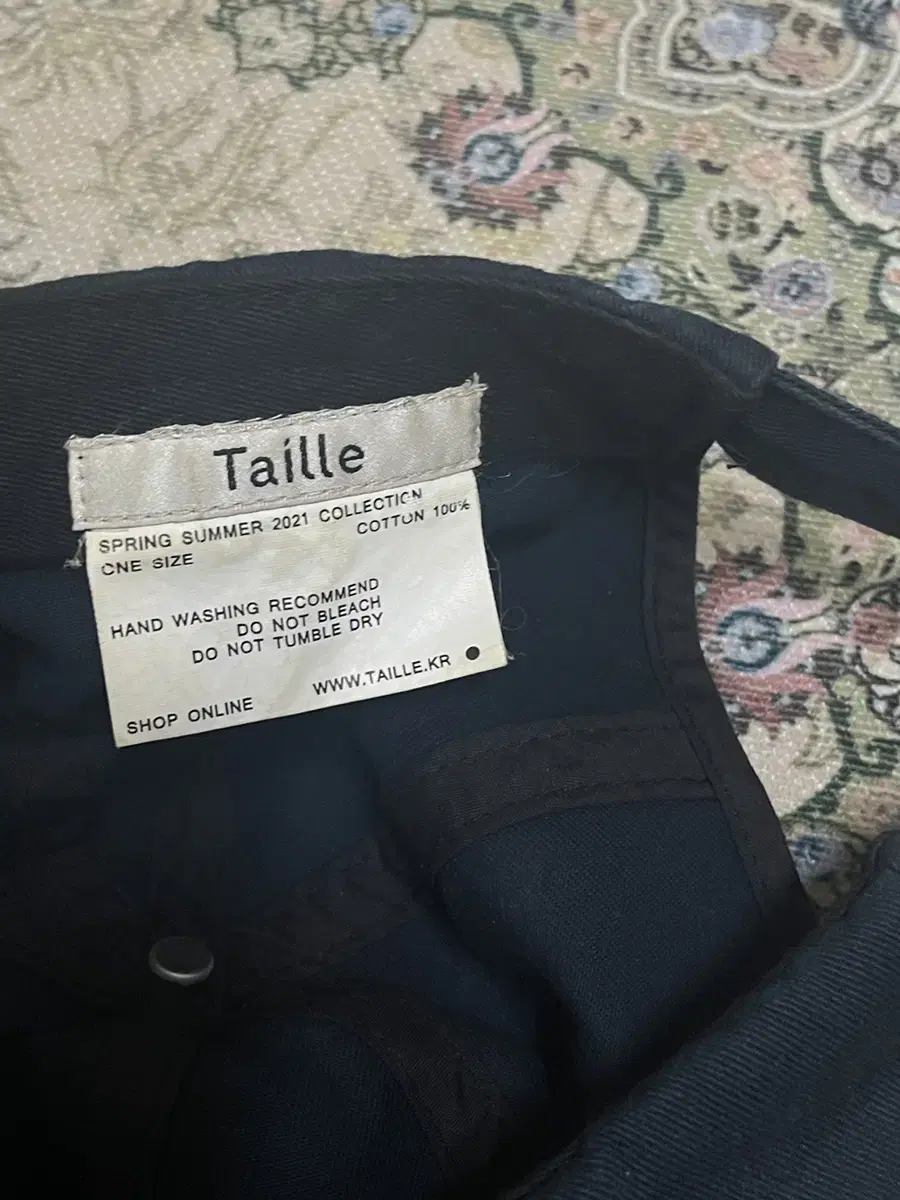 Taille
SPRING SUMMER 2021 COLLECTION
ONE SIZE COTTON 100%
HAND WASHING RECOMMEND
DO NOT BLEACH
DO NOT TUMBLE DRY
WWW.TAILLE.KR
SHOP ONLINE